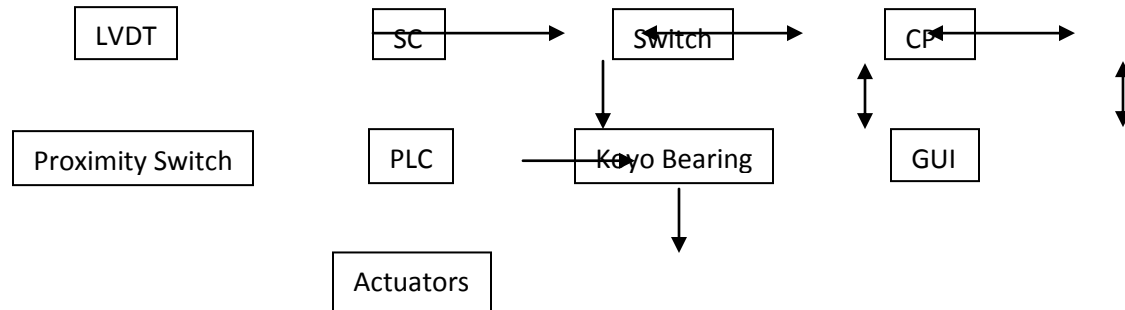 LVDT
SC
Switch
CP
Proximity Switch
PLC
Koyo Bearing
GUI
Actuators